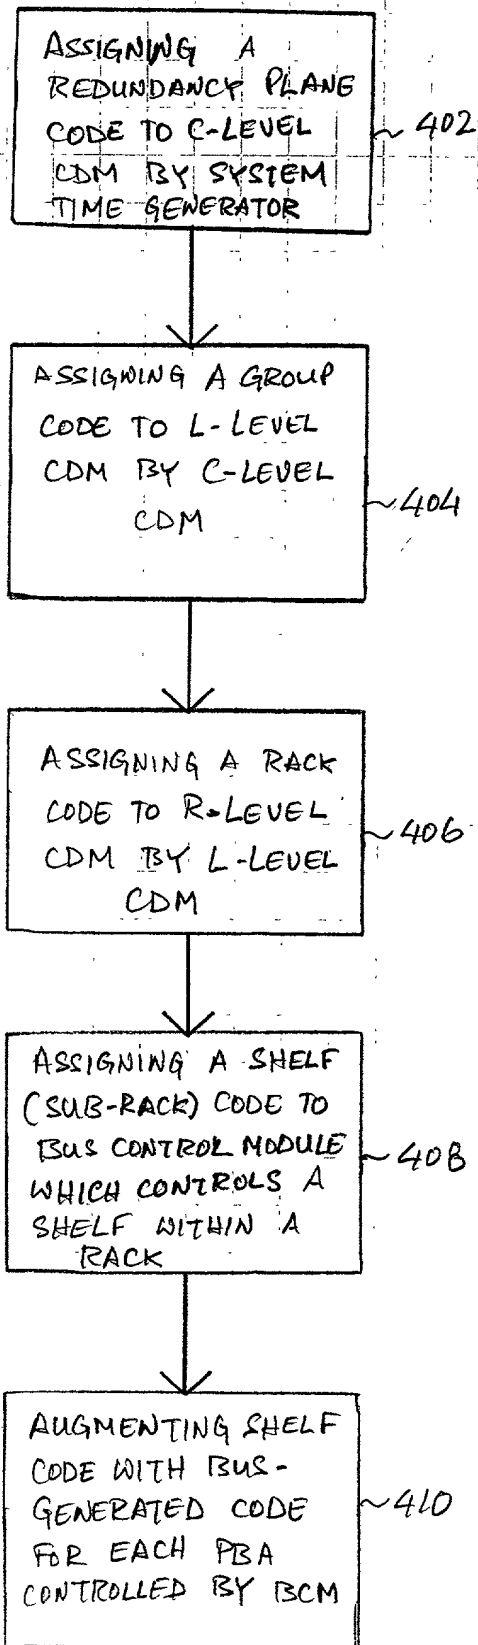 ASSIGNING A
REDUNDANCY PLANE
CODE TO C-LEVEL
CDM BY SYSTEM
TIME GENERATOR
402
ASSIGNING A GROUP
CODE TO L-LEVEL
CDM BY C-LEVEL
CDM
404
ASSIGNING A RACK
CODE TO R-LEVEL
CDM BY L-LEVEL
CDM
406
ASSIGNING A SHELF
(SUB-RACK) CODE TO
BUS CONTROL MODULE
WHICH CONTROLS A
SHELF WITHIN A
RACK
408
AUGMENTING SHELF
CODE WITH BUS-
GENERATED CODE
FOR EACH PBA
CONTROLLED BY BCM
410